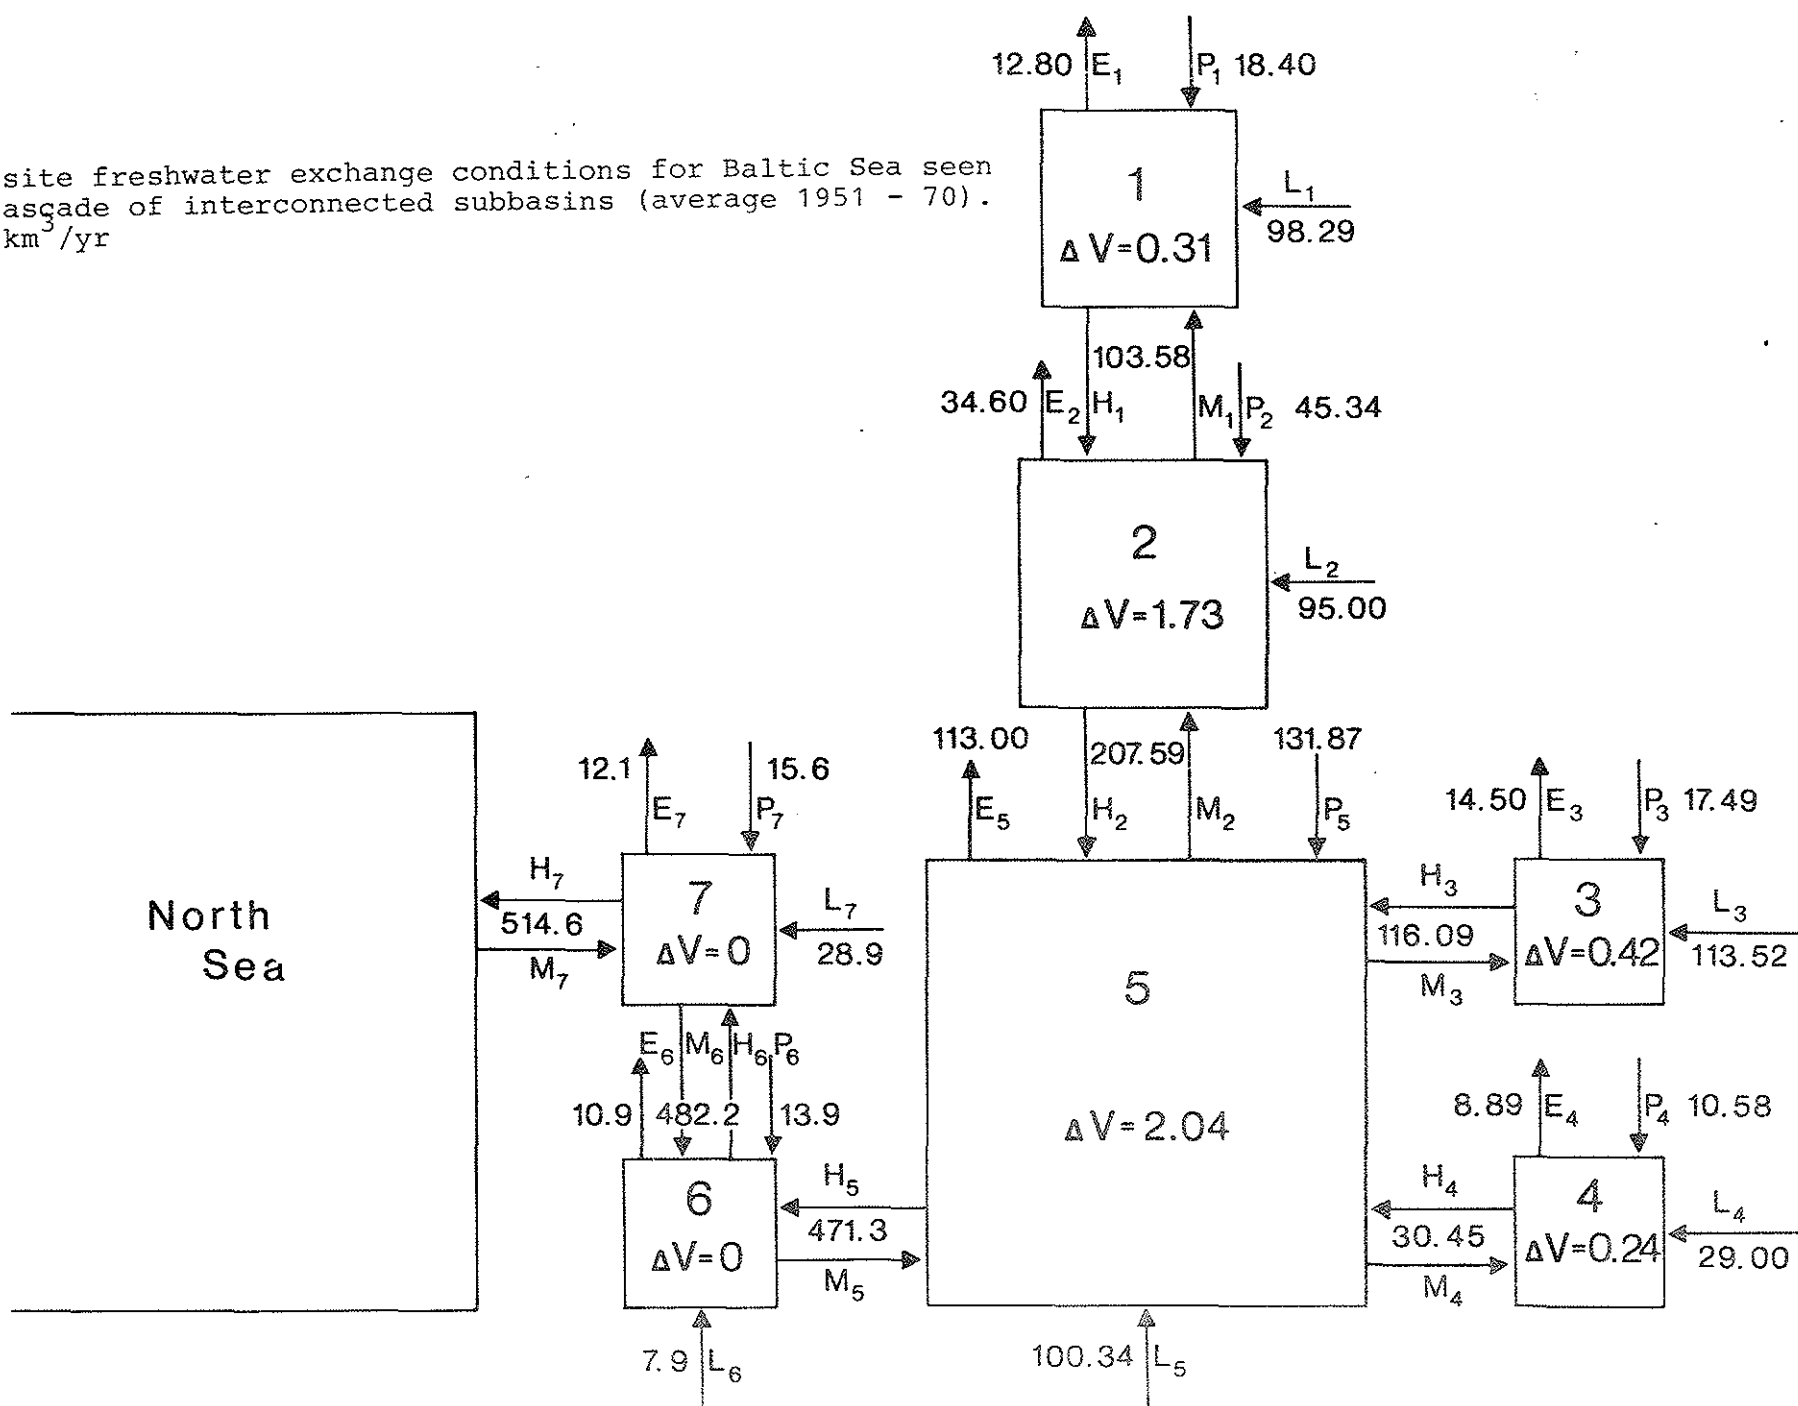 12.80 E₁ P₁ 18.40
site freshwater exchange conditions for Baltic Sea seen
ascade of interconnected subbasins (average 1951 - 70).
km³/yr
1
L₁
98.29
Δ V=0.31
103.58
34.60 E₂ H₁ M₁ P₂ 45.34
2
L₂
95.00
Δ V=1.73
113.00 207.59 131.87
E₅ H₂ M₂ P₅
12.1 15.6
E₇ P₇
14.50 E₃ P₃ 17.49
H₇
514.6
M₇
7
ΔV=0
L₇
28.9
North
Sea
H₃
116.09
M₃
3
ΔV=0.42
L₃
113.52
5
Δ V=2.04
E₆ M₆ H₆ P₆
10.9 482.2 13.9
8.89 E₄ P₄ 10.58
6
ΔV=0
H₅
471.3
M₅
H₄
30.45
M₄
4
ΔV=0.24
L₄
29.00
7.9 L₆
100.34 L₅